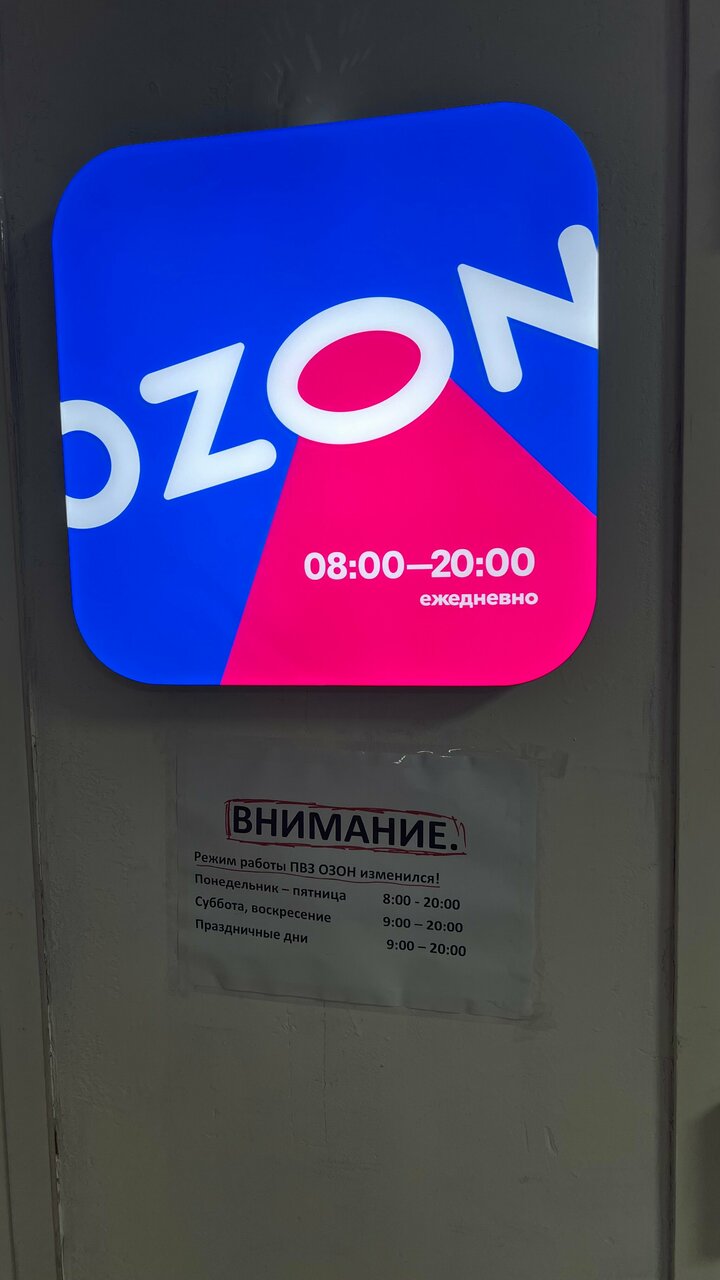 OZON
08:00—20:00
ежедневно
ВНИМАНИЕ.
Режим работы ПВЗ ОЗОН изменился!
Понедельник – пятница 8:00 - 20:00
Суббота, воскресение 9:00 – 20:00
Праздничные дни 9:00 – 20:00